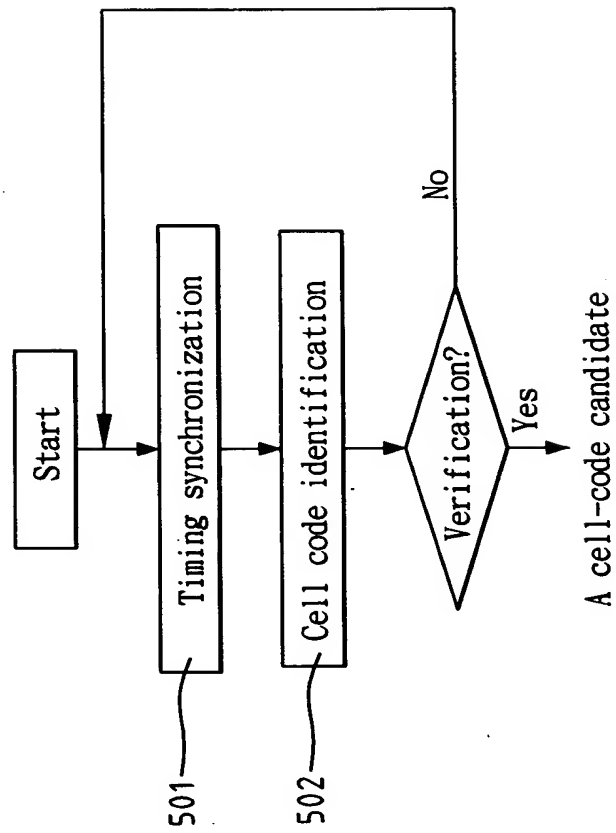 Start
501
Timing synchronization
502
Cell code identification
Verification?
No
Yes
A cell-code candidate